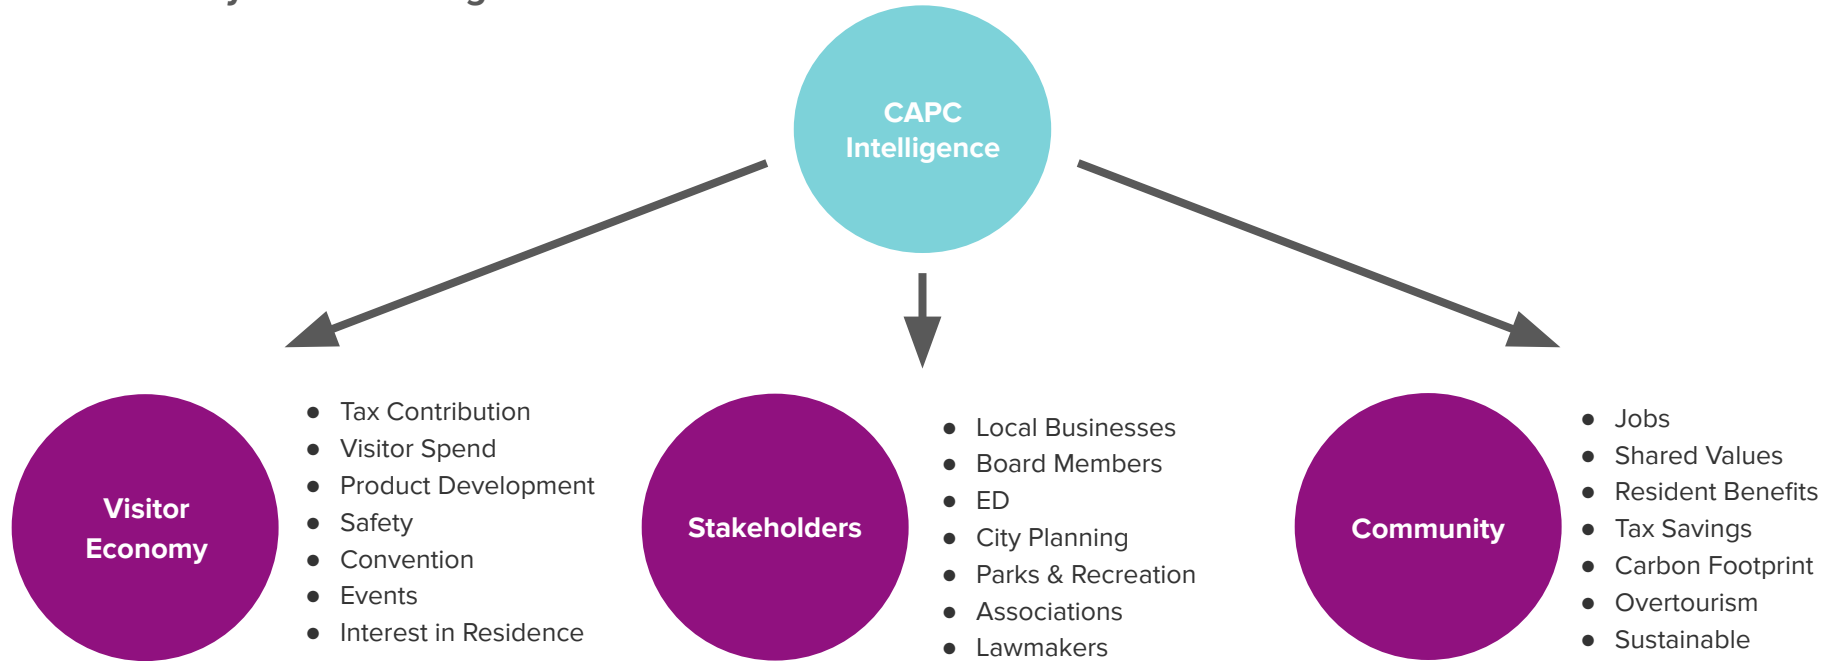 CAPC
Intelligence
Visitor
Economy
● Tax Contribution
● Visitor Spend
● Product Development
● Safety
● Convention
● Events
● Interest in Residence
Stakeholders
● Local Businesses
● Board Members
● ED
● City Planning
● Parks & Recreation
● Associations
● Lawmakers
Community
● Jobs
● Shared Values
● Resident Benefits
● Tax Savings
● Carbon Footprint
● Overtourism
● Sustainable